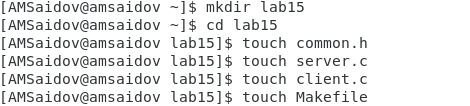 [AMSaidov@amsaidov ~]$ mkdir lab15
[AMSaidov@amsaidov ~]$ cd lab15
[AMSaidov@amsaidov lab15]$ touch common.h
[AMSaidov@amsaidov lab15]$ touch server.c
[AMSaidov@amsaidov lab15]$ touch client.c
[AMSaidov@amsaidov lab15]$ touch Makefile